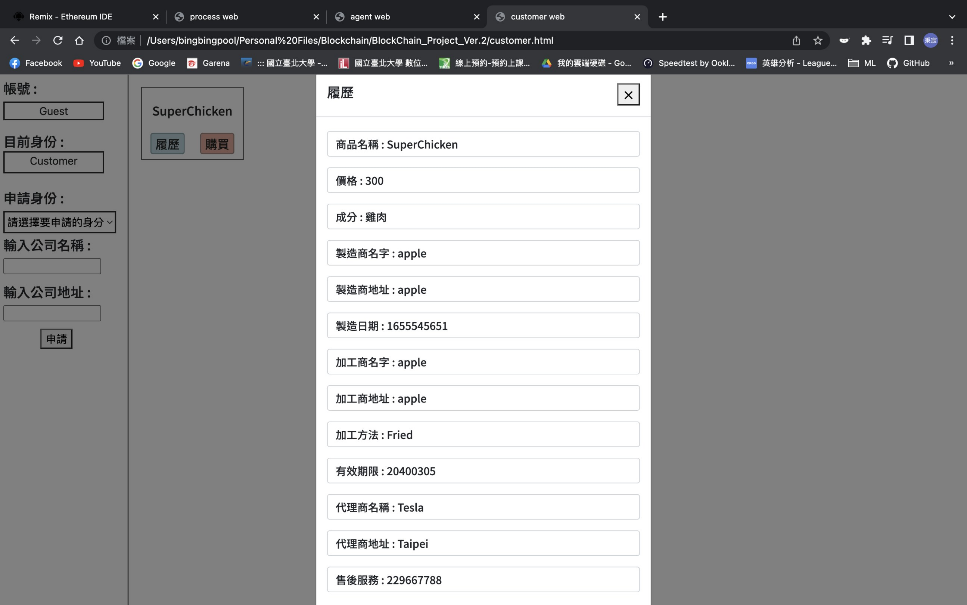 Remix - Ethereum IDE
process web
agent web
customer web
檔案
/Users/bingbingpool/Personal%20Files/Blockchain/BlockChain_Project_Ver.2/customer.html
Facebook
YouTube
Google
Garena
::: 國立臺北大學 -...
國立臺北大學 數位...
線上預約-預約上課...
我的雲端硬碟 - Go...
Speedtest by Ookl...
英雄分析 - League...
ML
GitHub
»
帳號 :
Guest
目前身份 :
Customer
申請身份 :
請選擇要申請的身分
輸入公司名稱 :
輸入公司地址 :
申請
SuperChicken
履歷
購買
履歷
×
商品名稱 : SuperChicken
價格 : 300
成分 : 雞肉
製造商名字 : apple
製造商地址 : apple
製造日期 : 1655545651
加工商名字 : apple
加工商地址 : apple
加工方法 : Fried
有效期限 : 20400305
代理商名稱 : Tesla
代理商地址 : Taipei
售後服務 : 229667788